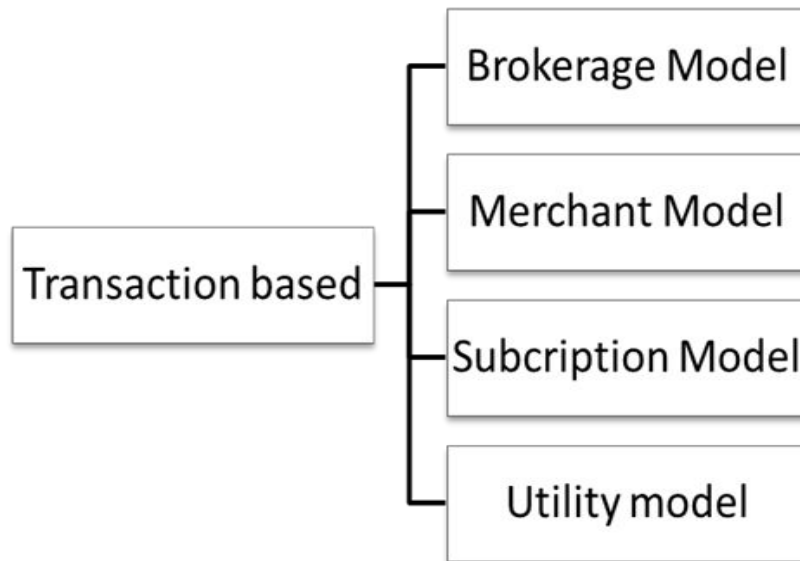 Brokerage Model
Merchant Model
Transaction based
Subcription Model
Utility model